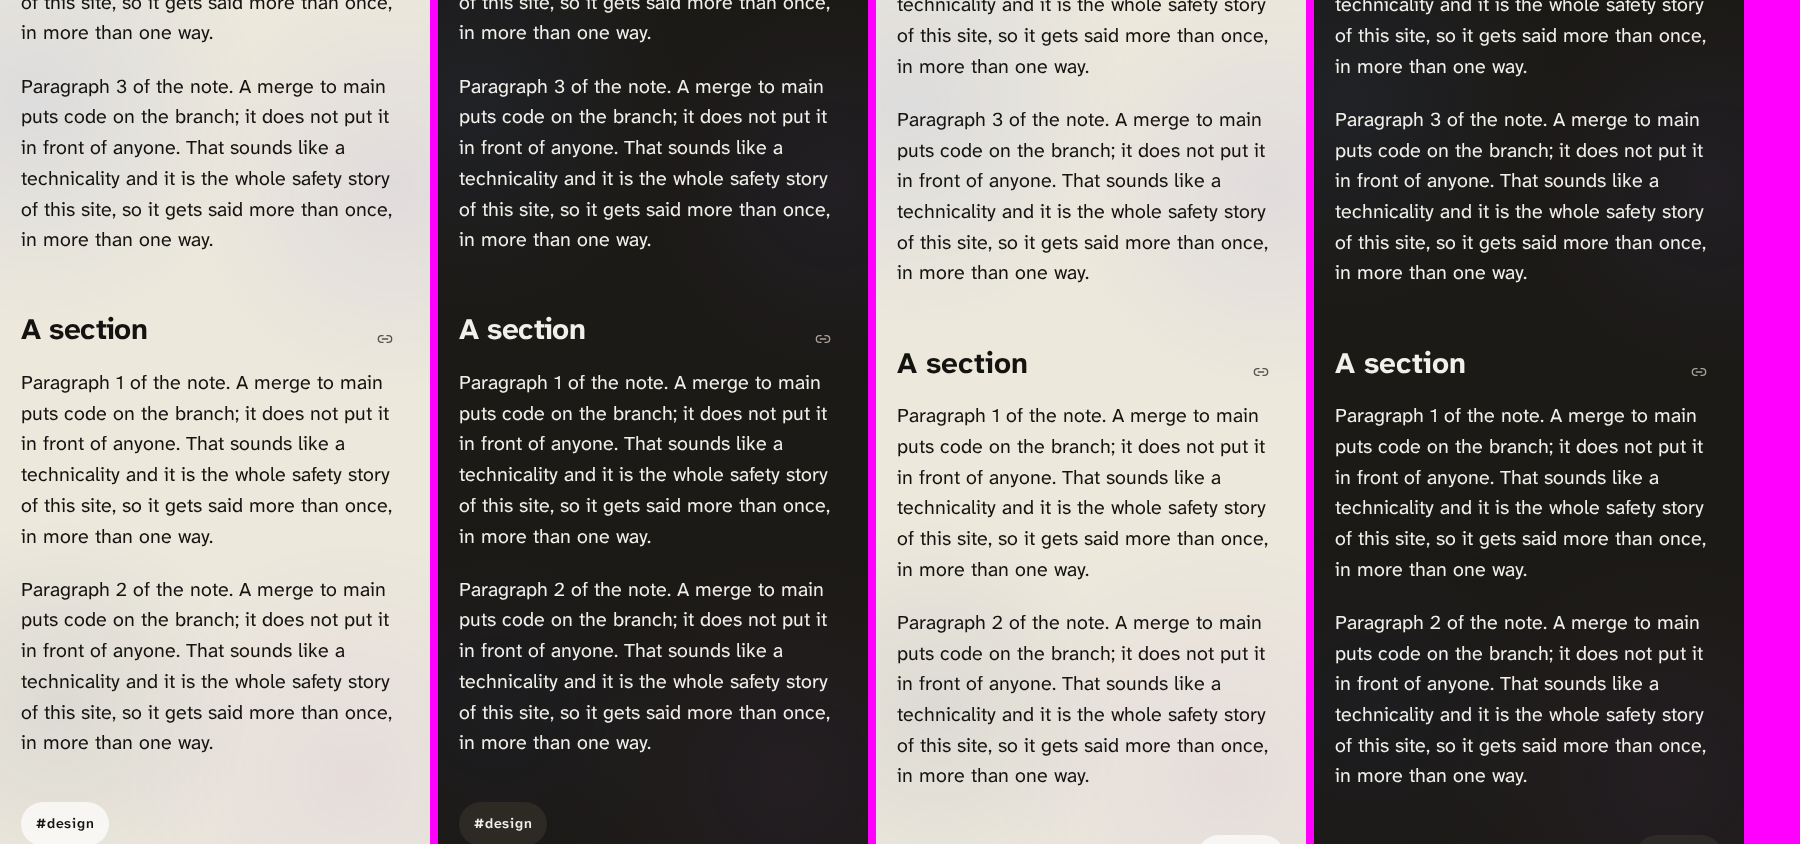 of this site, so it gets said more than once,
in more than one way.
Paragraph 3 of the note. A merge to main
puts code on the branch; it does not put it
in front of anyone. That sounds like a
technicality and it is the whole safety story
of this site, so it gets said more than once,
in more than one way.
A section
Paragraph 1 of the note. A merge to main
puts code on the branch; it does not put it
in front of anyone. That sounds like a
technicality and it is the whole safety story
of this site, so it gets said more than once,
in more than one way.
Paragraph 2 of the note. A merge to main
puts code on the branch; it does not put it
in front of anyone. That sounds like a
technicality and it is the whole safety story
of this site, so it gets said more than once,
in more than one way.
#design
of this site, so it gets said more than once,
in more than one way.
Paragraph 3 of the note. A merge to main
puts code on the branch; it does not put it
in front of anyone. That sounds like a
technicality and it is the whole safety story
of this site, so it gets said more than once,
in more than one way.
A section
Paragraph 1 of the note. A merge to main
puts code on the branch; it does not put it
in front of anyone. That sounds like a
technicality and it is the whole safety story
of this site, so it gets said more than once,
in more than one way.
Paragraph 2 of the note. A merge to main
puts code on the branch; it does not put it
in front of anyone. That sounds like a
technicality and it is the whole safety story
of this site, so it gets said more than once,
in more than one way.
#design
technicality and it is the whole safety story
of this site, so it gets said more than once,
in more than one way.
Paragraph 3 of the note. A merge to main
puts code on the branch; it does not put it
in front of anyone. That sounds like a
technicality and it is the whole safety story
of this site, so it gets said more than once,
in more than one way.
A section
Paragraph 1 of the note. A merge to main
puts code on the branch; it does not put it
in front of anyone. That sounds like a
technicality and it is the whole safety story
of this site, so it gets said more than once,
in more than one way.
Paragraph 2 of the note. A merge to main
puts code on the branch; it does not put it
in front of anyone. That sounds like a
technicality and it is the whole safety story
of this site, so it gets said more than once,
in more than one way.
technicality and it is the whole safety story
of this site, so it gets said more than once,
in more than one way.
Paragraph 3 of the note. A merge to main
puts code on the branch; it does not put it
in front of anyone. That sounds like a
technicality and it is the whole safety story
of this site, so it gets said more than once,
in more than one way.
A section
Paragraph 1 of the note. A merge to main
puts code on the branch; it does not put it
in front of anyone. That sounds like a
technicality and it is the whole safety story
of this site, so it gets said more than once,
in more than one way.
Paragraph 2 of the note. A merge to main
puts code on the branch; it does not put it
in front of anyone. That sounds like a
technicality and it is the whole safety story
of this site, so it gets said more than once,
in more than one way.